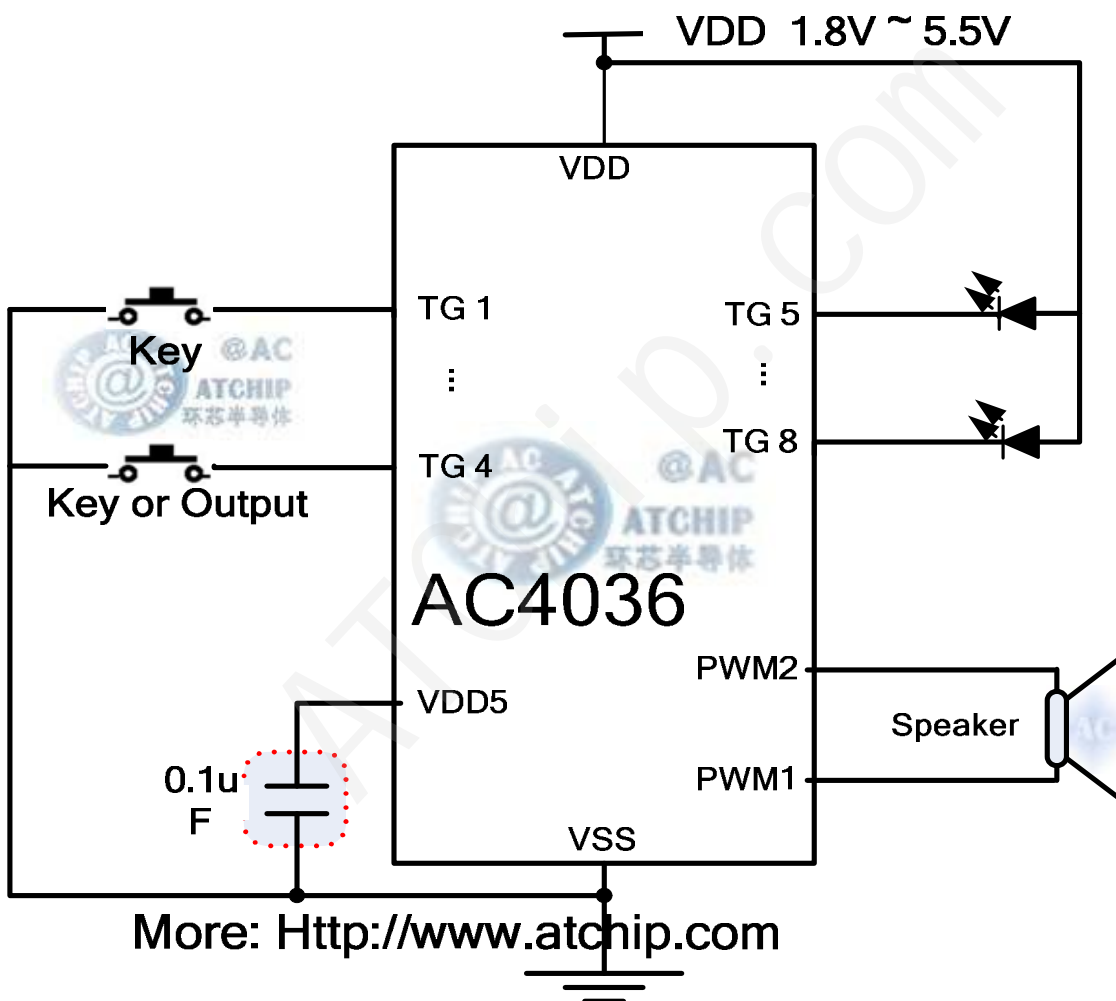 VDD 1.8V ~ 5.5V
VDD
TG 1
TG 5
Key
@AC
ATCHIP
环芯半导体
⋮
⋮
TG 4
TG 8
Key or Output
@AC
ATCHIP
环芯半导体
AC4036
PWM2
VDD5
Speaker
AC
0.1u
F
PWM1
VSS
More: Http://www.atchip.com
ATchip.com